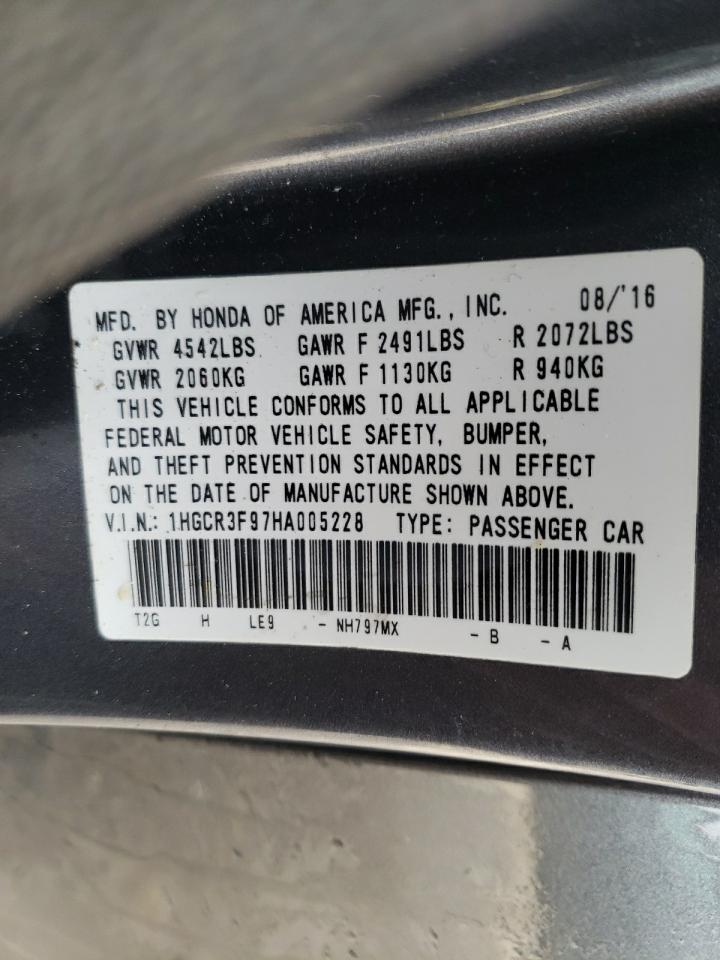 MFD. BY HONDA OF AMERICA MFG., INC. 08/'16
GVWR 4542LBS GAWR F 2491LBS R 2072LBS
GVWR 2060KG GAWR F 1130KG R 940KG
THIS VEHICLE CONFORMS TO ALL APPLICABLE
FEDERAL MOTOR VEHICLE SAFETY, BUMPER,
AND THEFT PREVENTION STANDARDS IN EFFECT
ON THE DATE OF MANUFACTURE SHOWN ABOVE.
V.I.N.: 1HGCR3F97HA005228 TYPE: PASSENGER CAR
T2G H LE9 - NH797MX - B - A